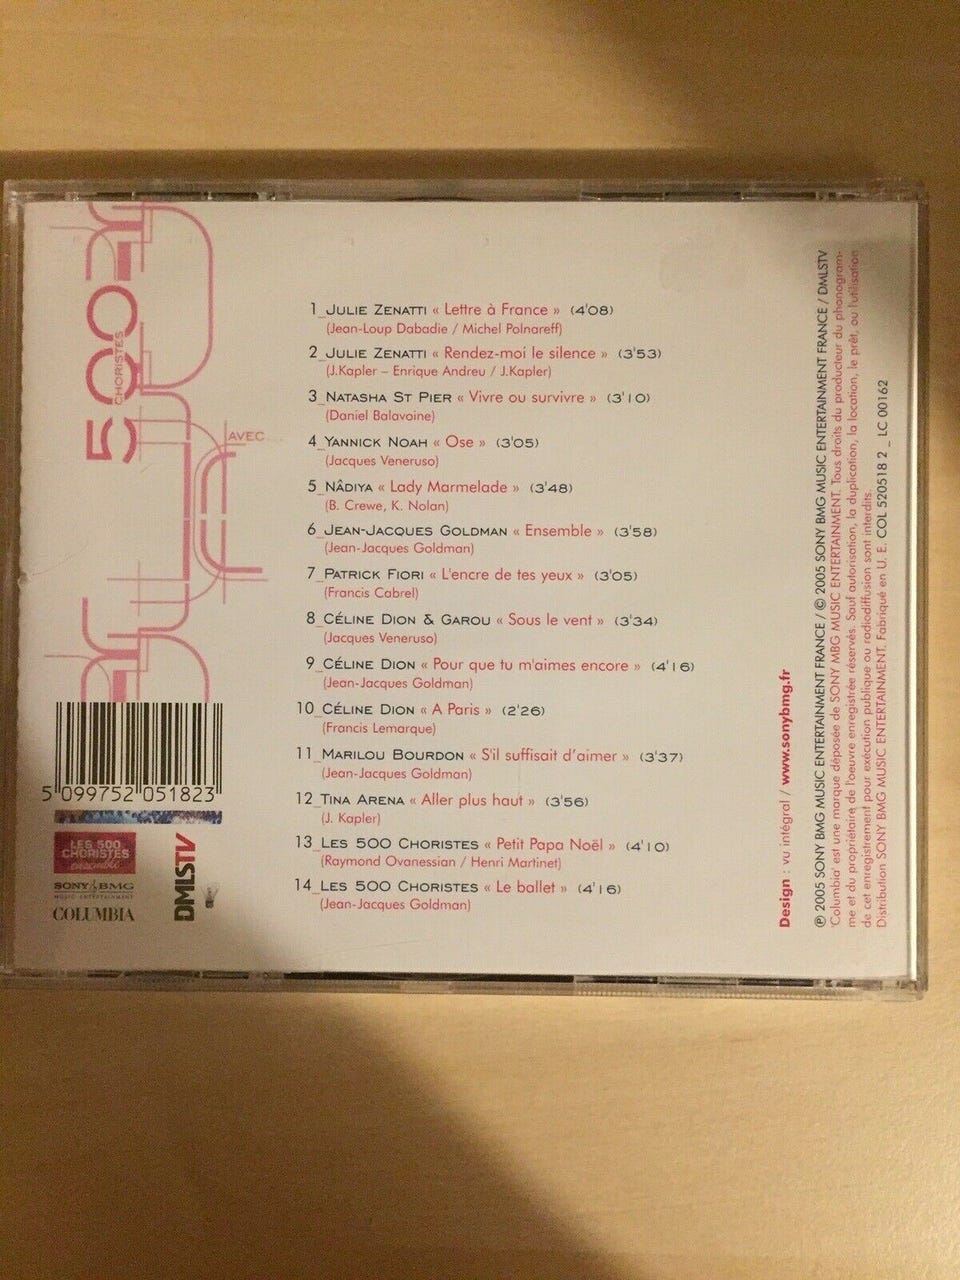 500
CHORISTES
AVEC...
1_JULIE ZENATTI « Lettre à France » (4'08)
(Jean-Loup Dabadie / Michel Polnareff)
2_JULIE ZENATTI « Rendez-moi le silence » (3'53)
(J.Kapler – Enrique Andreu / J.Kapler)
3_NATASHA ST PIER « Vivre ou survivre » (3'10)
(Daniel Balavoine)
4_YANNICK NOAH « Ose » (3'05)
(Jacques Veneruso)
5_NÂDIYA « Lady Marmelade » (3'48)
(B. Crewe, K. Nolan)
6_JEAN-JACQUES GOLDMAN « Ensemble » (3'58)
(Jean-Jacques Goldman)
7_PATRICK FIORI « L'encre de tes yeux » (3'05)
(Francis Cabrel)
8_CÉLINE DION & GAROU « Sous le vent » (3'34)
(Jacques Veneruso)
9_CÉLINE DION « Pour que tu m'aimes encore » (4'16)
(Jean-Jacques Goldman)
10_CÉLINE DION « A Paris » (2'26)
(Francis Lemarque)
11_MARILOU BOURDON « S'il suffisait d'aimer » (3'37)
(Jean-Jacques Goldman)
12_TINA ARENA « Aller plus haut » (3'56)
(J. Kapler)
13_LES 500 CHORISTES « Petit Papa Noël » (4'10)
(Raymond Ovanessian / Henri Martinet)
14_LES 500 CHORISTES « Le ballet » (4'16)
(Jean-Jacques Goldman)
5 099752 051823
LES 500
CHORISTES
ensemble
SONY BMG
MUSIC ENTERTAINMENT
COLUMBIA
DMLSTV
Design : vu intégral / www.sonybmg.fr
℗ 2005 SONY BMG MUSIC ENTERTAINMENT FRANCE / © 2005 SONY BMG MUSIC ENTERTAINMENT FRANCE / DMLSTV
'Columbia' est une marque déposée de SONY MBG MUSIC ENTERTAINMENT. Tous droits du producteur du phonogram-
me et du propriétaire de l'oeuvre enregistrée réservés. Sauf autorisation, la duplication, la location, le prêt, ou l'utilisation
de cet enregistrement pour exécution publique ou radiodiffusion sont interdits.
Distribution SONY BMG MUSIC ENTERTAINMENT. Fabriqué en U. E. COL 520518 2 _ LC 00162